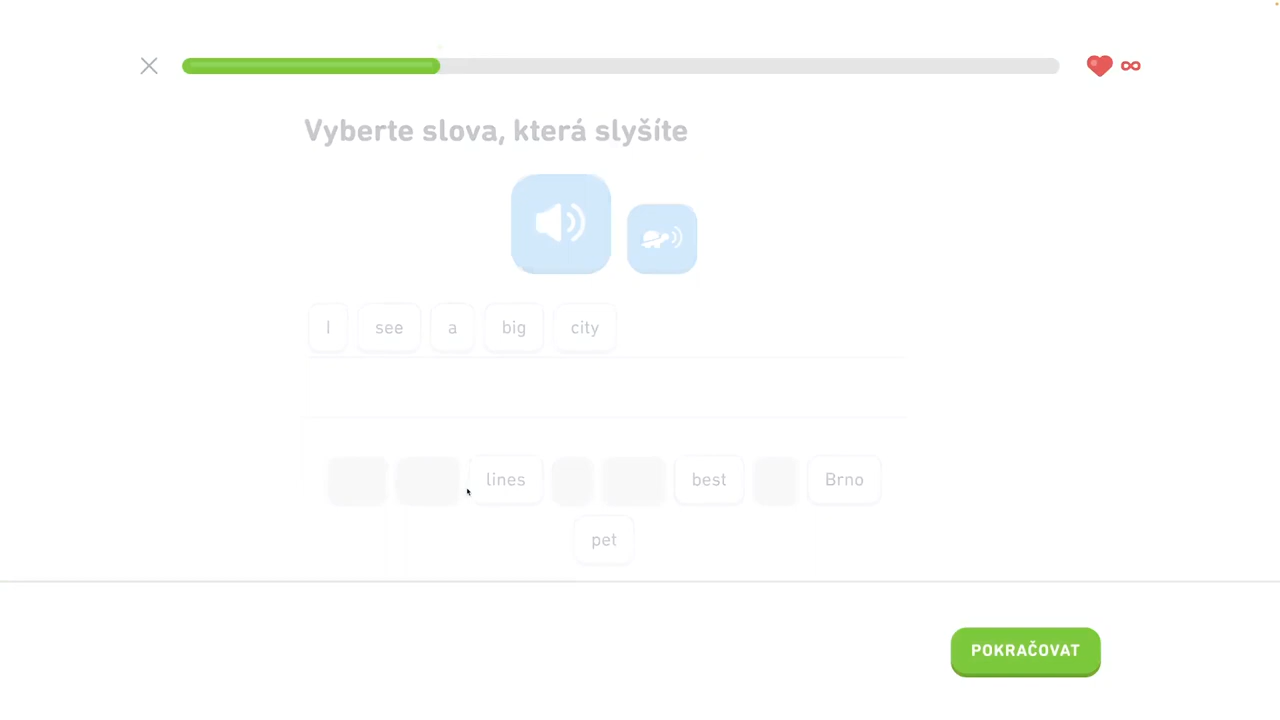 Vyberte slova, která slyšíte
I see a big city
lines best Brno
pet
POKRAČOVAT